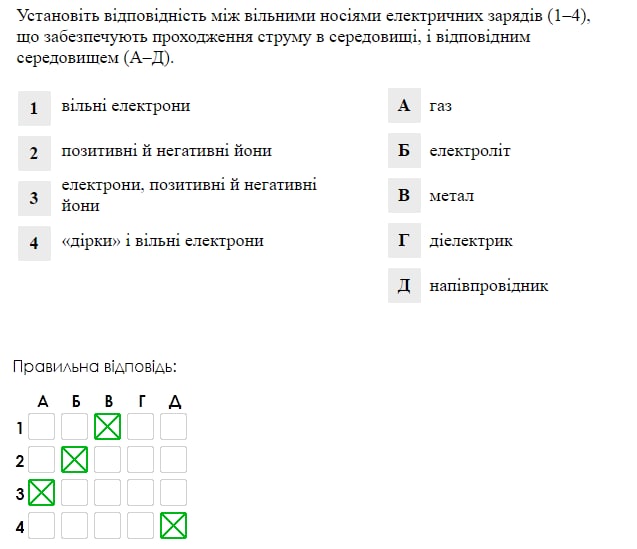 Установіть відповідність між вільними носіями електричних зарядів (1–4),
що забезпечують проходження струму в середовищі, і відповідним
середовищем (А–Д).
1 вільні електрони
А газ
2 позитивні й негативні йони
Б електроліт
3 електрони, позитивні й негативні
йони
В метал
4 «дірки» і вільні електрони
Г діелектрик
Д напівпровідник
Правильна відповідь:
А Б В Г Д
1
2
3
4